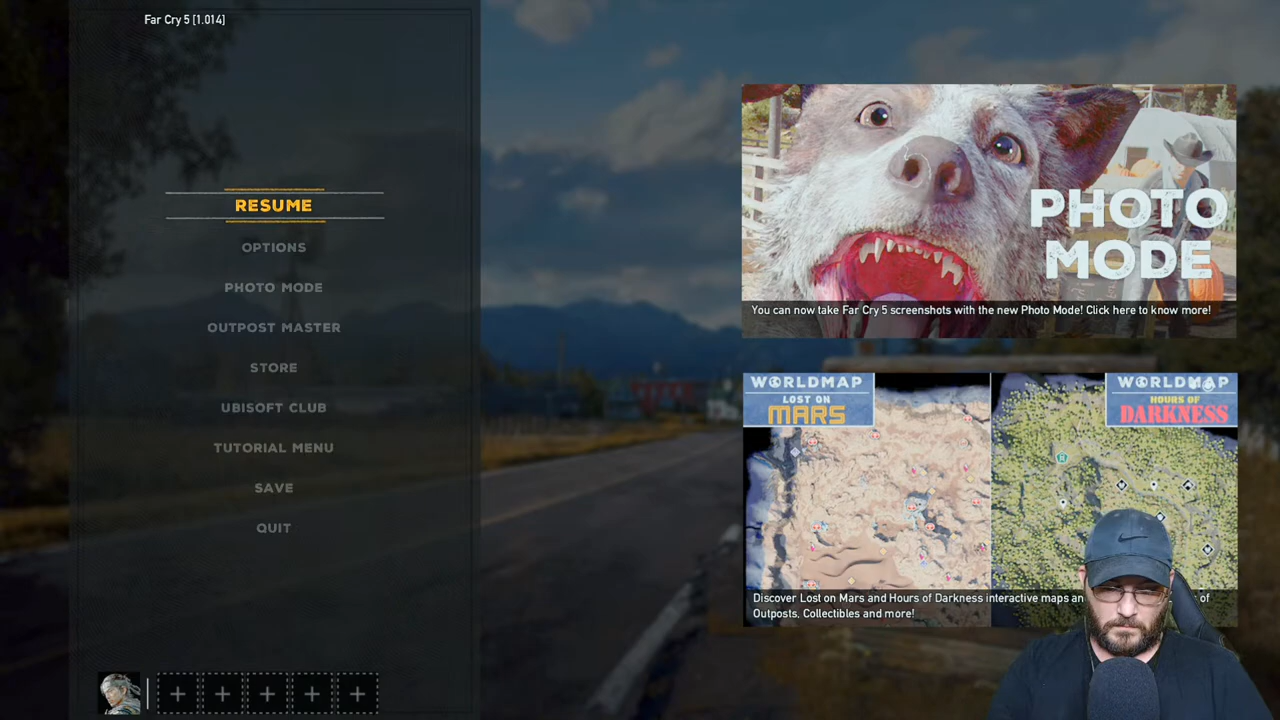 Far Cry 5 [1.014]
RESUME
OPTIONS
PHOTO MODE
OUTPOST MASTER
STORE
UBISOFT CLUB
TUTORIAL MENU
SAVE
QUIT
PHOTO
MODE
You can now take Far Cry 5 screenshots with the new Photo Mode! Click here to know more!
WORLDMAP
LOST ON
MARS
WORLDMAP
HOURS OF
DARKNESS
Discover Lost on Mars and Hours of Darkness interactive maps an of
Outposts, Collectibles and more!